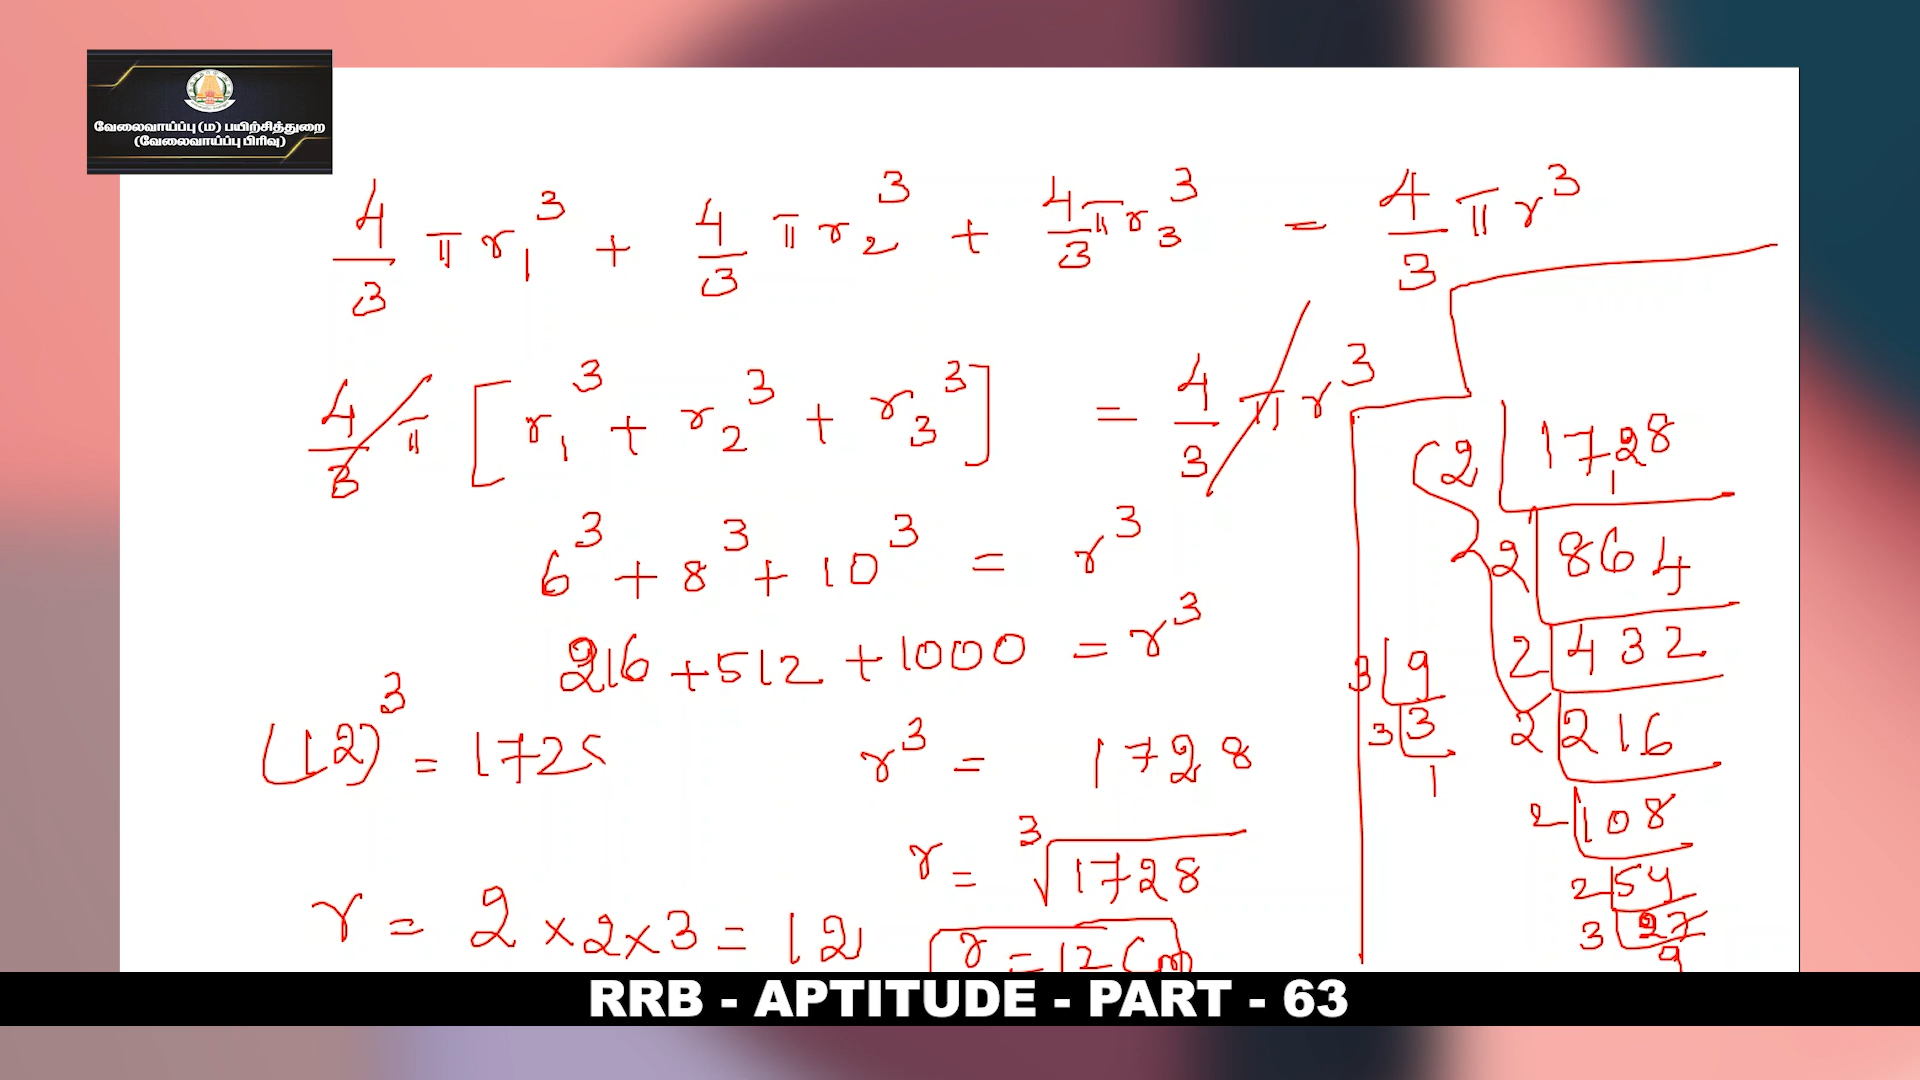 வேலைவாய்ப்பு (ம) பயிற்சித்துறை
(வேலைவாய்ப்பு பிரிவு)
4/3 π r₁³ + 4/3 π r₂³ + 4/3 π r₃³ = 4/3 π r³
4/3 π [r₁³ + r₂³ + r₃³] = 4/3 π r³
6³ + 8³ + 10³ = r³
216 + 512 + 1000 = r³
(12)³ = 1728
r³ = 1728
r = ³√1728
r = 2 × 2 × 3 = 12
r = 12 Cm
2 | 1728
2 | 864
2 | 432
2 | 216
2 | 108
2 | 54
3 | 27
9
3 | 9
3 | 3
1
RRB - APTITUDE - PART - 63